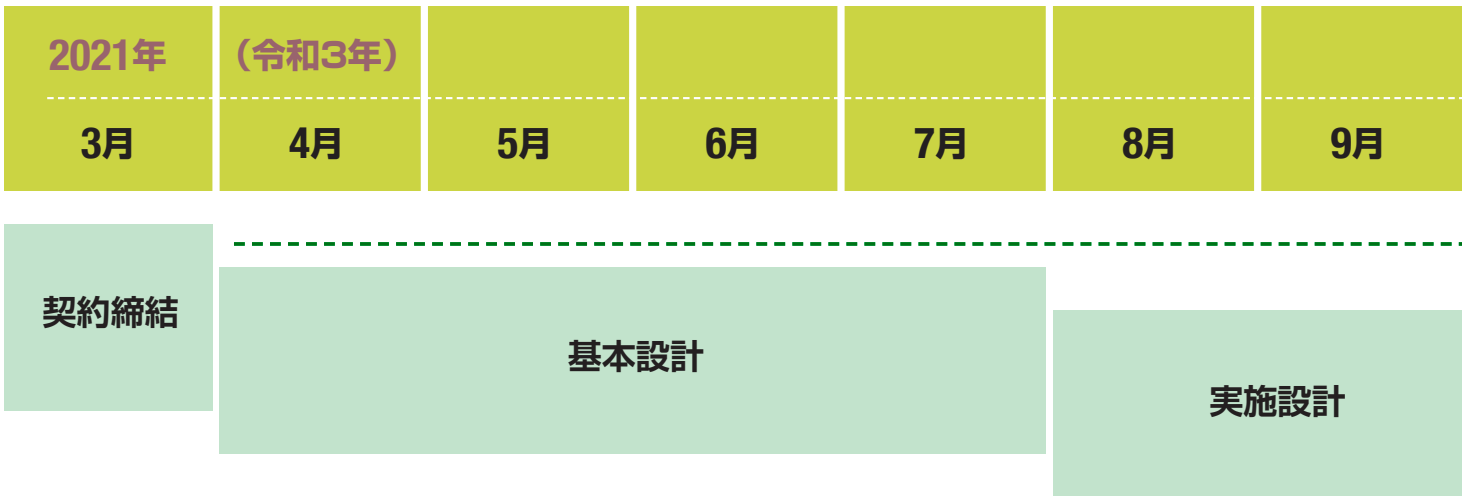 2021年 （令和3年）
3月 4月 5月 6月 7月 8月 9月
契約締結
基本設計
実施設計